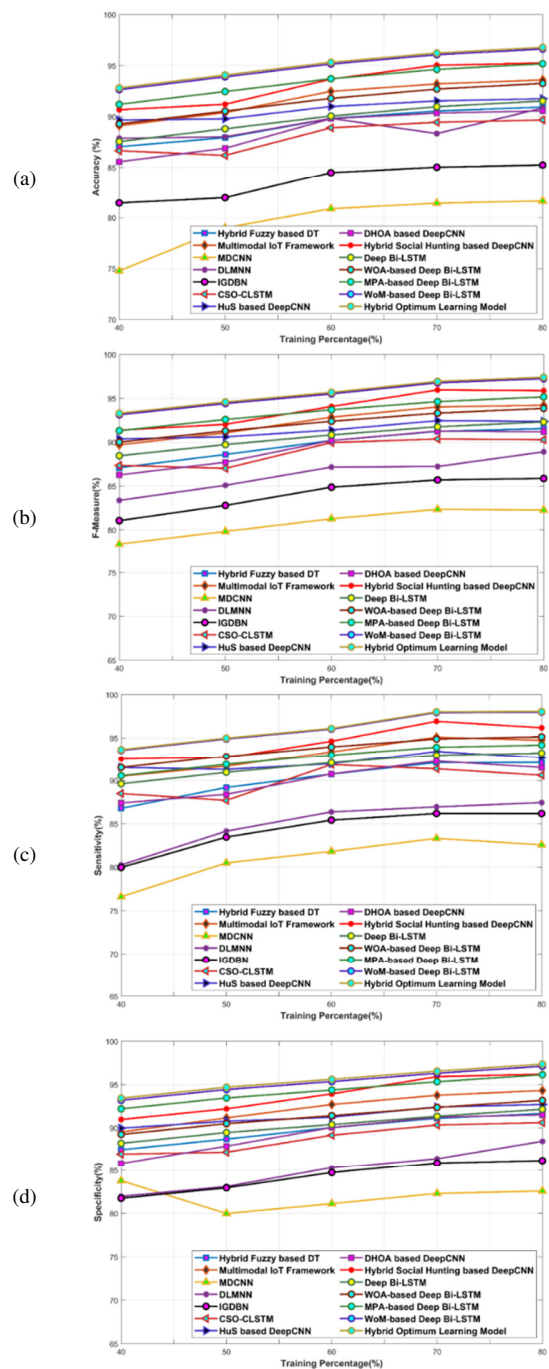 (a)
Accuracy (%)
100
95
90
85
80
75
70
Hybrid Fuzzy based DT
Multimodal IoT Framework
MDCNN
DLMNN
IGDBN
CSO-CLSTM
HuS based DeepCNN
DHOA based DeepCNN
Hybrid Social Hunting based DeepCNN
Deep Bi-LSTM
WOA-based Deep Bi-LSTM
MPA-based Deep Bi-LSTM
WoM-based Deep Bi-LSTM
Hybrid Optimum Learning Model
40 50 60 70 80
Training Percentage(%)
(b)
F-Measure(%)
100
95
90
85
80
75
70
65
Hybrid Fuzzy based DT
Multimodal IoT Framework
MDCNN
DLMNN
IGDBN
CSO-CLSTM
HuS based DeepCNN
DHOA based DeepCNN
Hybrid Social Hunting based DeepCNN
Deep Bi-LSTM
WOA-based Deep Bi-LSTM
MPA-based Deep Bi-LSTM
WoM-based Deep Bi-LSTM
Hybrid Optimum Learning Model
40 50 60 70 80
Training Percentage(%)
(c)
Sensitivity(%)
100
95
90
85
80
75
70
65
Hybrid Fuzzy based DT
Multimodal IoT Framework
MDCNN
DLMNN
IGDBN
CSO-CLSTM
HuS based DeepCNN
DHOA based DeepCNN
Hybrid Social Hunting based DeepCNN
Deep Bi-LSTM
WOA-based Deep Bi-LSTM
MPA-based Deep Bi-LSTM
WoM-based Deep Bi-LSTM
Hybrid Optimum Learning Model
40 50 60 70 80
Training Percentage(%)
(d)
Specificity(%)
100
95
90
85
80
75
70
65
Hybrid Fuzzy based DT
Multimodal IoT Framework
MDCNN
DLMNN
IGDBN
CSO-CLSTM
HuS based DeepCNN
DHOA based DeepCNN
Hybrid Social Hunting based DeepCNN
Deep Bi-LSTM
WOA-based Deep Bi-LSTM
MPA-based Deep Bi-LSTM
WoM-based Deep Bi-LSTM
Hybrid Optimum Learning Model
40 50 60 70 80
Training Percentage(%)